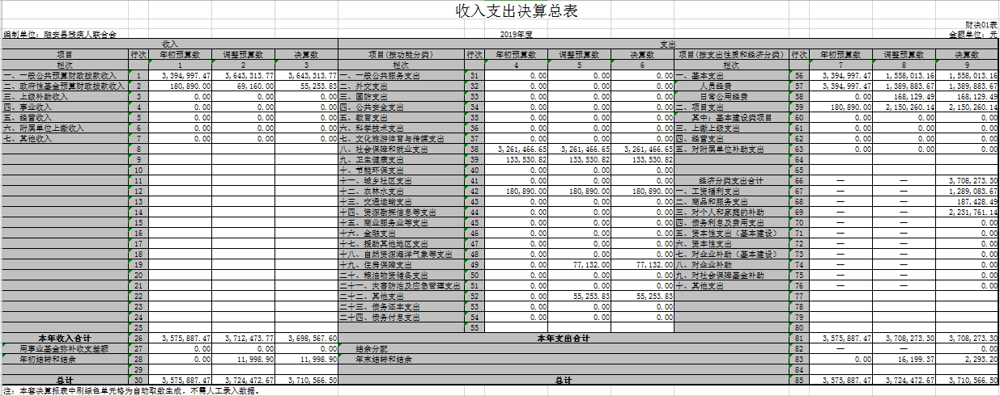 收入支出决算总表
财决01表
编制单位：融安县残疾人联合会 2019年度 金额单位：元
收入 支出
项目 行次 年初预算数 调整预算数 决算数 项目(按功能分类) 行次 年初预算数 调整预算数 决算数 项目(按支出性质和经济分类) 行次 年初预算数 调整预算数 决算数
栏次 1 2 3 栏次 4 5 6 栏次 7 8 9
一、一般公共预算财政拨款收入 1 3,394,997.47 3,643,313.77 3,643,313.77 一、一般公共服务支出 31 0.00 0.00 0.00 一、基本支出 56 3,394,997.47 1,558,013.16 1,558,013.16
二、政府性基金预算财政拨款收入 2 180,890.00 69,160.00 55,253.83 二、外交支出 32 0.00 0.00 0.00 人员经费 57 3,394,997.47 1,389,883.67 1,389,883.67
三、上级补助收入 3 0.00 0.00 0.00 三、国防支出 33 0.00 0.00 0.00 日常公用经费 58 0.00 168,129.49 168,129.49
四、事业收入 4 0.00 0.00 0.00 四、公共安全支出 34 0.00 0.00 0.00 二、项目支出 59 180,890.00 2,150,260.14 2,150,260.14
五、经营收入 5 0.00 0.00 0.00 五、教育支出 35 0.00 0.00 0.00 其中：基本建设类项目 60 0.00 0.00 0.00
六、附属单位上缴收入 6 0.00 0.00 0.00 六、科学技术支出 36 0.00 0.00 0.00 三、上缴上级支出 61 0.00 0.00 0.00
七、其他收入 7 0.00 0.00 0.00 七、文化旅游体育与传媒支出 37 0.00 0.00 0.00 四、经营支出 62 0.00 0.00 0.00
8 八、社会保障和就业支出 38 3,261,466.65 3,261,466.65 3,261,466.65 五、对附属单位补助支出 63 0.00 0.00 0.00
9 九、卫生健康支出 39 133,530.82 133,530.82 133,530.82 64
10 十、节能环保支出 40 0.00 0.00 0.00 65
11 十一、城乡社区支出 41 0.00 0.00 0.00 经济分类支出合计 66 — — 3,708,273.30
12 十二、农林水支出 42 180,890.00 180,890.00 180,890.00 一、工资福利支出 67 — — 1,289,083.67
13 十三、交通运输支出 43 0.00 0.00 0.00 二、商品和服务支出 68 — — 187,428.49
14 十四、资源勘探信息等支出 44 0.00 0.00 0.00 三、对个人和家庭的补助 69 — — 2,231,761.14
15 十五、商业服务业等支出 45 0.00 0.00 0.00 四、债务利息及费用支出 70 — — 0.00
16 十六、金融支出 46 0.00 0.00 0.00 五、资本性支出（基本建设） 71 — — 0.00
17 十七、援助其他地区支出 47 0.00 0.00 0.00 六、资本性支出 72 — — 0.00
18 十八、自然资源海洋气象等支出 48 0.00 0.00 0.00 七、对企业补助（基本建设） 73 — — 0.00
19 十九、住房保障支出 49 0.00 77,132.00 77,132.00 八、对企业补助 74 — — 0.00
20 二十、粮油物资储备支出 50 0.00 0.00 0.00 九、对社会保障基金补助 75 — — 0.00
21 二十一、灾害防治及应急管理支出 51 0.00 0.00 0.00 十、其他支出 76 — — 0.00
22 二十二、其他支出 52 0.00 55,253.83 55,253.83 77
23 二十三、债务还本支出 53 0.00 0.00 0.00 78
24 二十四、债务付息支出 54 0.00 0.00 0.00 79
25 55 80
本年收入合计 26 3,575,887.47 3,712,473.77 3,698,567.60 本年支出合计 81 3,575,887.47 3,708,273.30 3,708,273.30
用事业基金弥补收支差额 27 0.00 0.00 0.00 结余分配 82 — — 0.00
年初结转和结余 28 0.00 11,998.90 11,998.90 年末结转和结余 83 0.00 16,199.37 2,293.20
29 84
总计 30 3,575,887.47 3,724,472.67 3,710,566.50 总计 85 3,575,887.47 3,724,472.67 3,710,566.50
注：本套决算报表中刷绿色单元格为自动取数生成，不需人工录入数据。